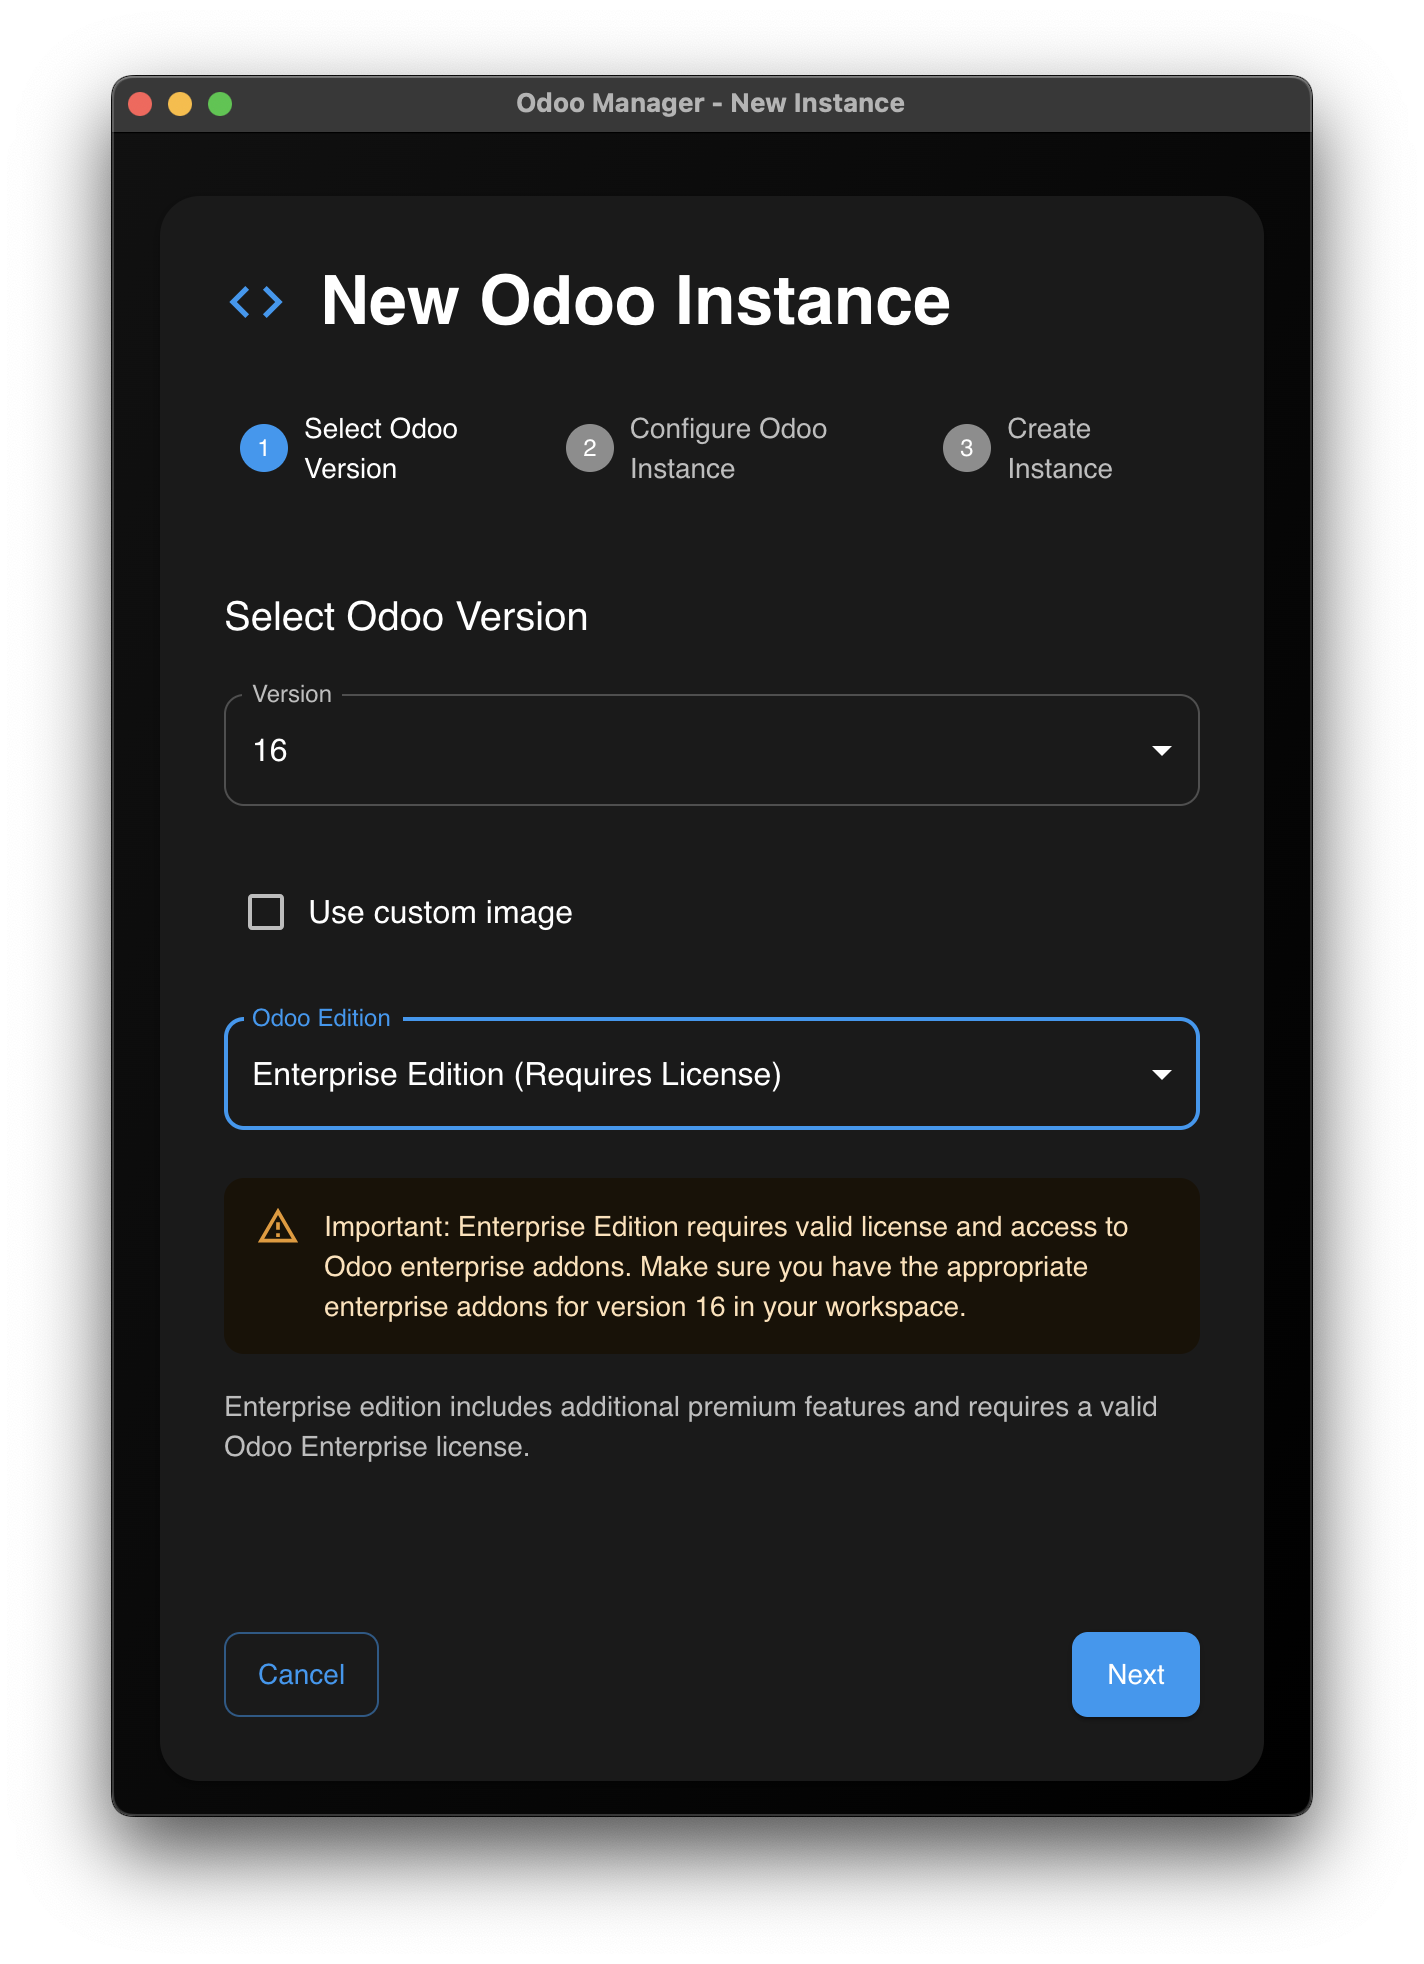 Odoo Manager - New Instance
New Odoo Instance
1
Select Odoo
Version
2
Configure Odoo
Instance
3
Create
Instance
Select Odoo Version
Version
16
Use custom image
Odoo Edition
Enterprise Edition (Requires License)
Important: Enterprise Edition requires valid license and access to
Odoo enterprise addons. Make sure you have the appropriate
enterprise addons for version 16 in your workspace.
Enterprise edition includes additional premium features and requires a valid
Odoo Enterprise license.
Cancel
Next